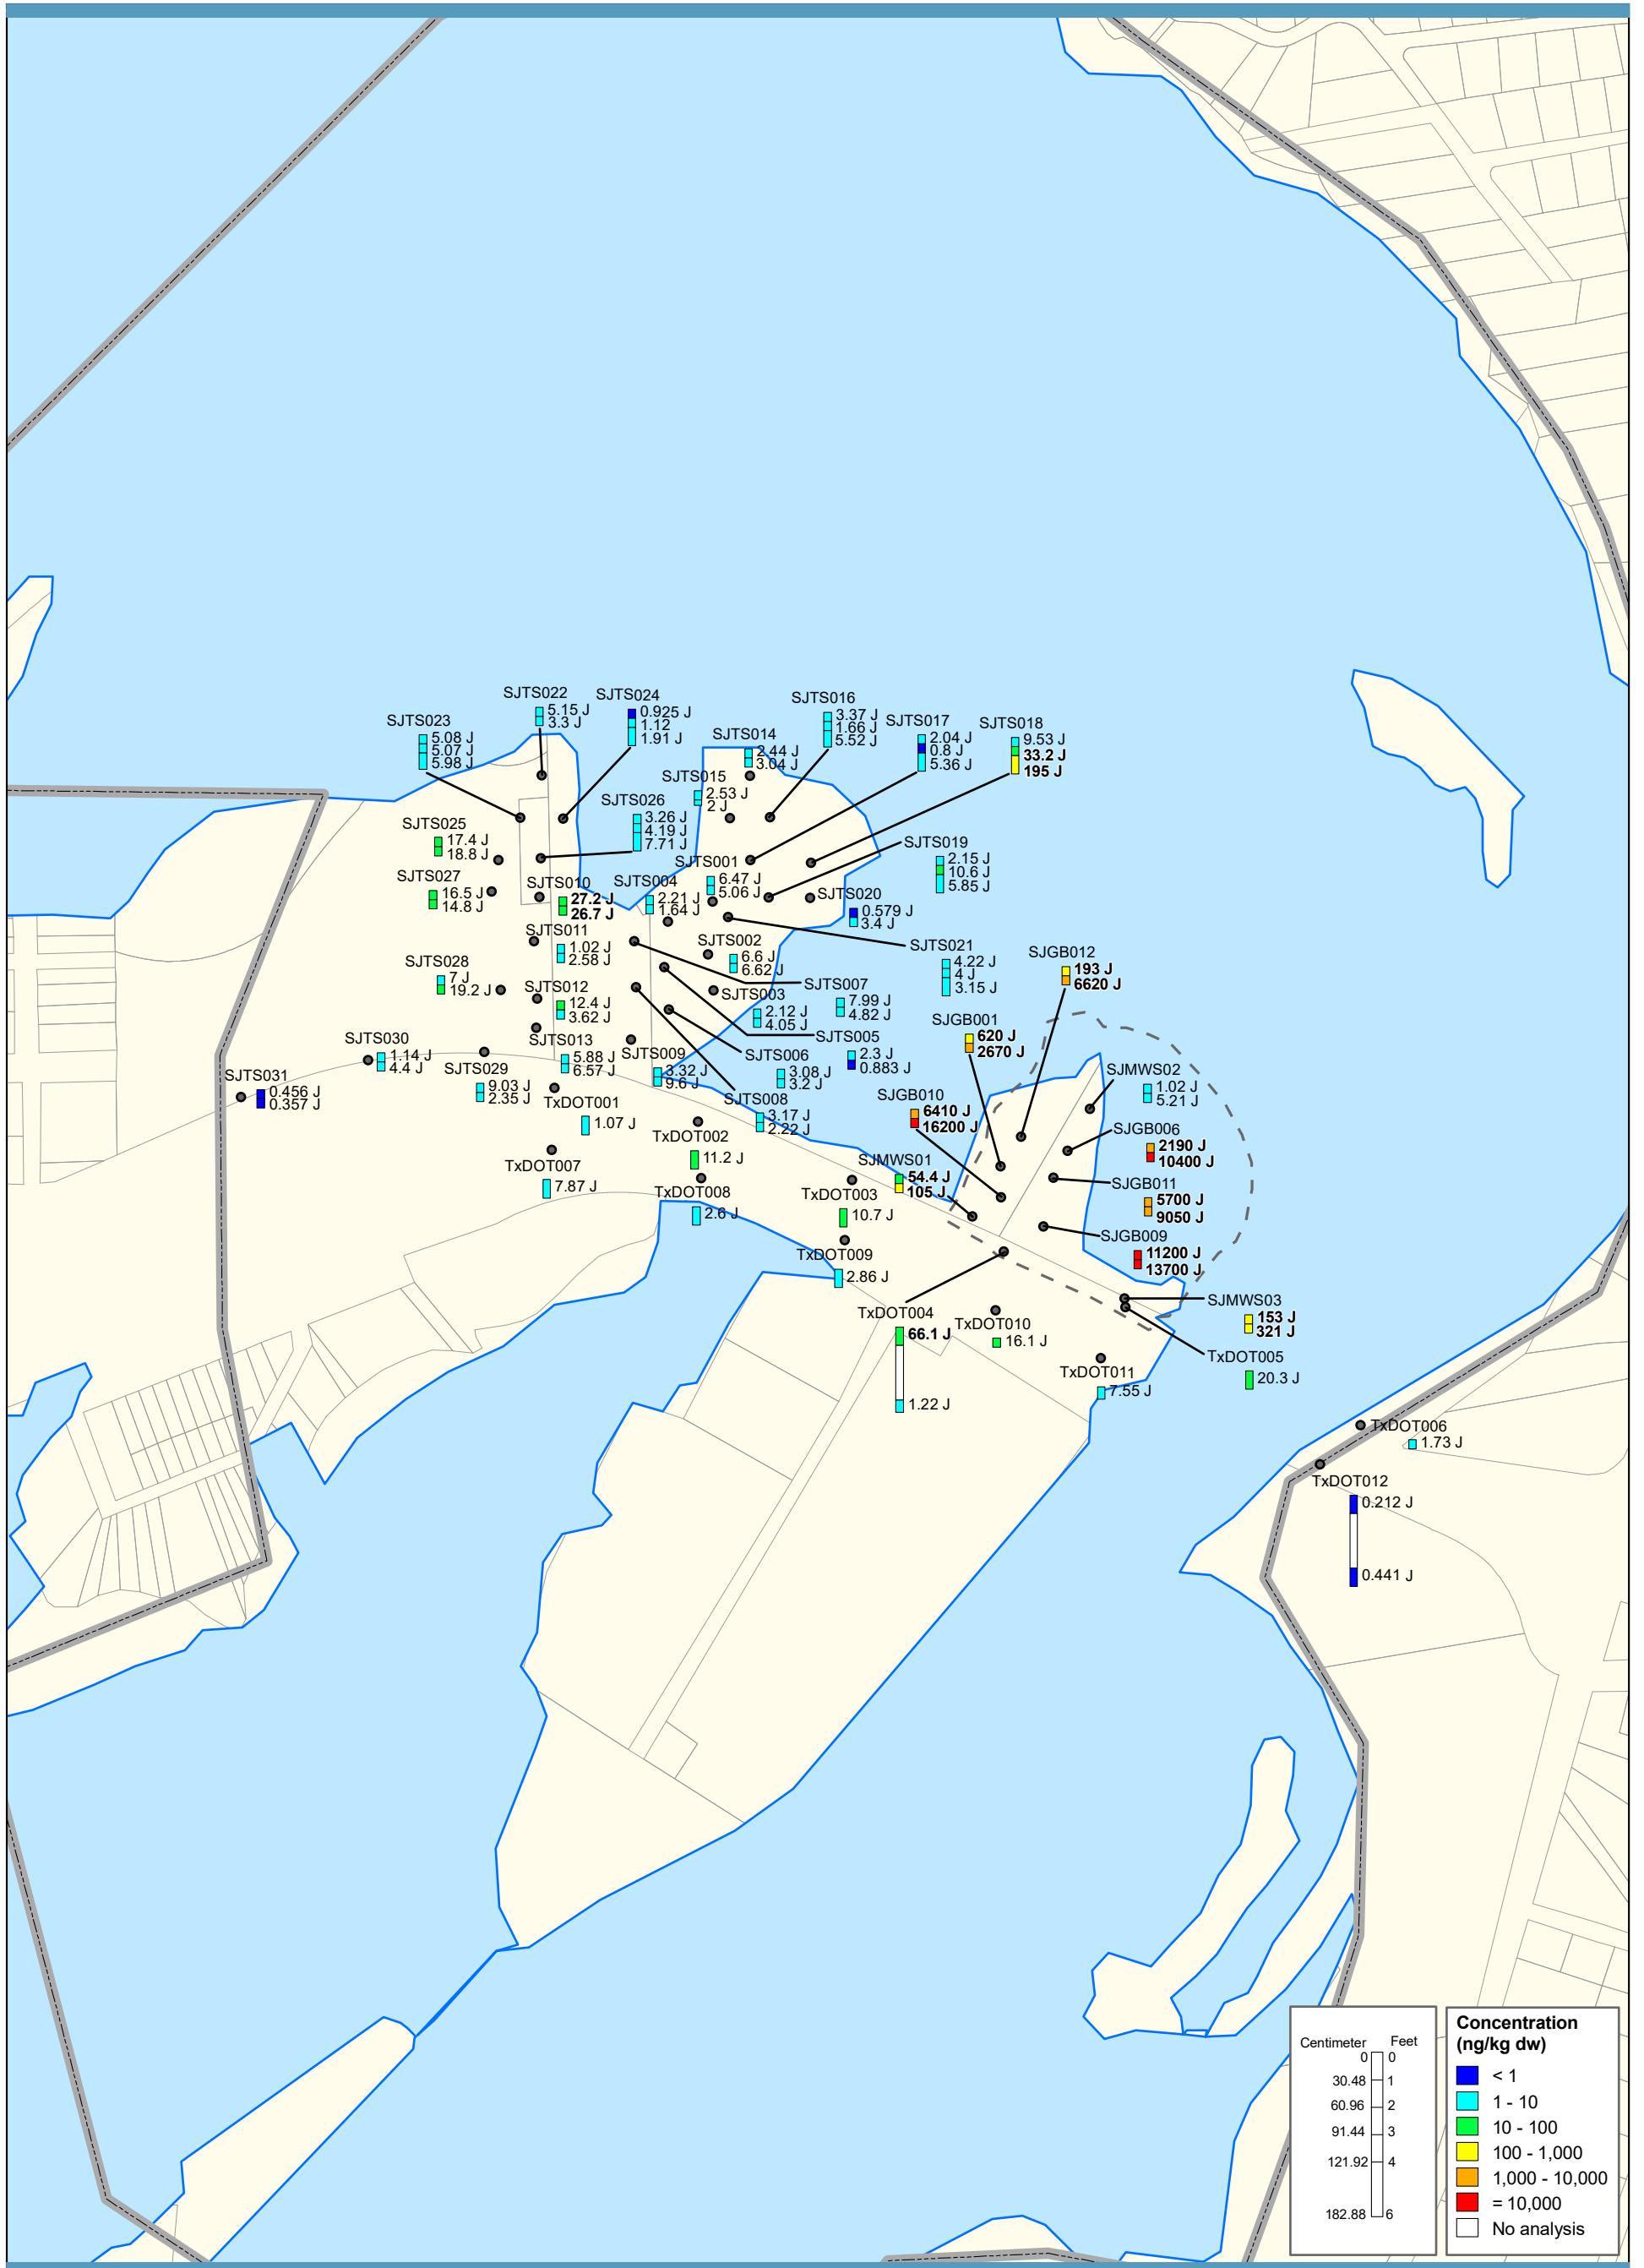 SJTS022
5.15 J
3.3 J
SJTS024
0.925 J
1.12
1.91 J
SJTS016
3.37 J
1.66 J
5.52 J
SJTS023
5.08 J
5.07 J
5.98 J
SJTS014
2.44 J
3.04 J
SJTS017
2.04 J
0.8 J
5.36 J
SJTS018
9.53 J
33.2 J
195 J
SJTS015
2.53 J
2 J
SJTS026
3.26 J
4.19 J
7.71 J
SJTS025
17.4 J
18.8 J
SJTS019
2.15 J
10.6 J
5.85 J
SJTS001
6.47 J
5.06 J
SJTS027
16.5 J
14.8 J
SJTS010
27.2 J
26.7 J
SJTS004
2.21 J
1.64 J
SJTS020
0.579 J
3.4 J
SJTS011
1.02 J
2.58 J
SJTS002
6.6 J
6.62 J
SJTS021
4.22 J
4 J
3.15 J
SJGB012
193 J
6620 J
SJTS028
7 J
19.2 J
SJTS012
12.4 J
3.62 J
SJTS003
2.12 J
4.05 J
SJTS007
7.99 J
4.82 J
SJGB001
620 J
2670 J
SJTS030
1.14 J
4.4 J
SJTS013
5.88 J
6.57 J
SJTS009
3.32 J
9.6 J
SJTS006
3.08 J
3.2 J
SJTS005
2.3 J
0.883 J
SJTS031
0.456 J
0.357 J
SJTS029
9.03 J
2.35 J
SJMWS02
1.02 J
5.21 J
TxDOT001
1.07 J
SJTS008
3.17 J
2.22 J
SJGB010
6410 J
16200 J
SJGB006
2190 J
10400 J
TxDOT002
11.2 J
TxDOT007
7.87 J
SJMWS01
54.4 J
105 J
SJGB011
5700 J
9050 J
TxDOT008
2.6 J
TxDOT003
10.7 J
SJGB009
11200 J
13700 J
TxDOT009
2.86 J
SJMWS03
153 J
321 J
TxDOT004
66.1 J
1.22 J
TxDOT010
16.1 J
TxDOT005
20.3 J
TxDOT011
7.55 J
TxDOT006
1.73 J
TxDOT012
0.212 J
0.441 J
Centimeter Feet
0 0
30.48 1
60.96 2
91.44 3
121.92 4
182.88 6
Concentration
(ng/kg dw)
< 1
1 - 10
10 - 100
100 - 1,000
1,000 - 10,000
= 10,000
No analysis